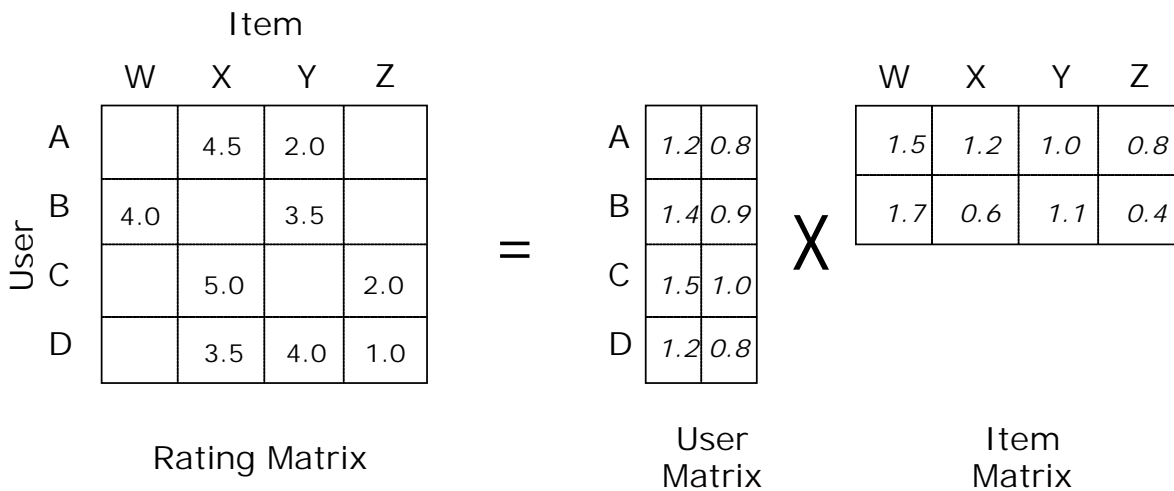 Item
W X Y Z W X Y Z
A 4.5 2.0 A 1.2 0.8 1.5 1.2 1.0 0.8
B 4.0 3.5 B 1.4 0.9 X 1.7 0.6 1.1 0.4
User
=
C 5.0 2.0 C 1.5 1.0
D 3.5 4.0 1.0 D 1.2 0.8
Rating Matrix
User
Matrix
Item
Matrix